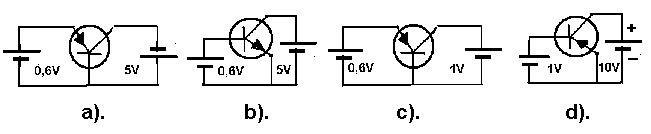 +
0,6V 5V 0,6V 5V 0,6V 1V 1V 10V –
a). b). c). d).